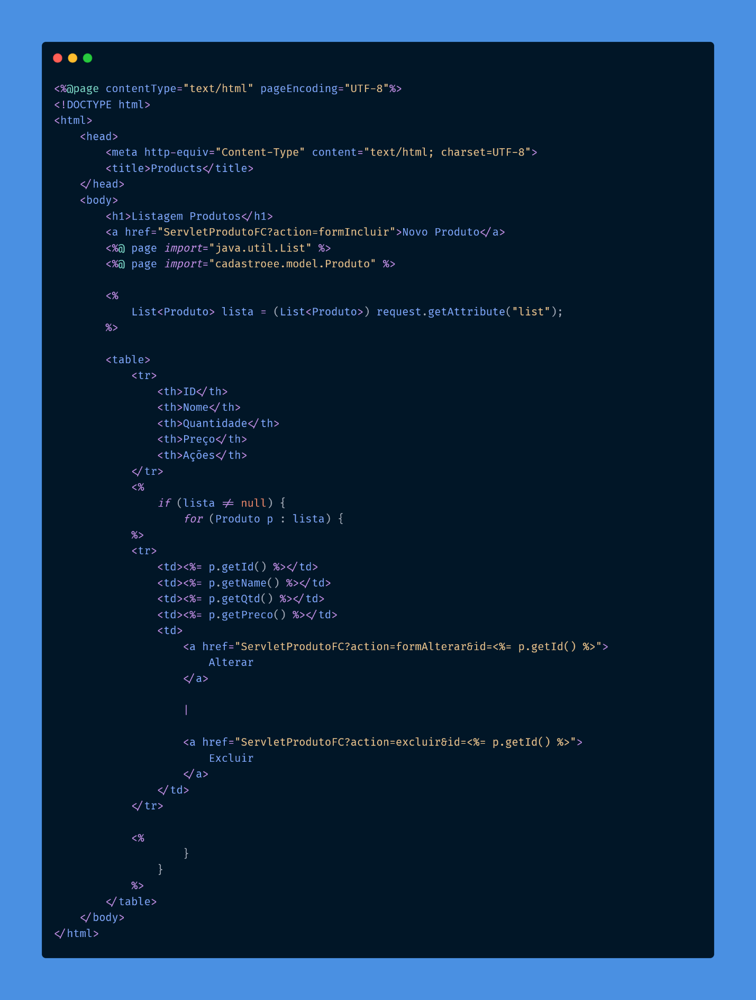 <%@page contentType="text/html" pageEncoding="UTF-8"%>
<!DOCTYPE html>
<html>
    <head>
        <meta http-equiv="Content-Type" content="text/html; charset=UTF-8">
        <title>Products</title>
    </head>
    <body>
        <h1>Listagem Produtos</h1>
        <a href="ServletProdutoFC?action=formIncluir">Novo Produto</a>
        <%@ page import="java.util.List" %>
        <%@ page import="cadastroee.model.Produto" %>

        <%
            List<Produto> lista = (List<Produto>) request.getAttribute("list");
        %>

        <table>
            <tr>
                <th>ID</th>
                <th>Nome</th>
                <th>Quantidade</th>
                <th>Preço</th>
                <th>Ações</th>
            </tr>
            <%
                if (lista != null) {
                    for (Produto p : lista) {
            %>
            <tr>
                <td><%= p.getId() %></td>
                <td><%= p.getName() %></td>
                <td><%= p.getQtd() %></td>
                <td><%= p.getPreco() %></td>
                <td>
                    <a href="ServletProdutoFC?action=formAlterar&id=<%= p.getId() %>">
                        Alterar
                    </a>

                    |

                    <a href="ServletProdutoFC?action=excluir&id=<%= p.getId() %>">
                        Excluir
                    </a>
                </td>
            </tr>

            <%
                    }
                }
            %>
        </table>
    </body>
</html>